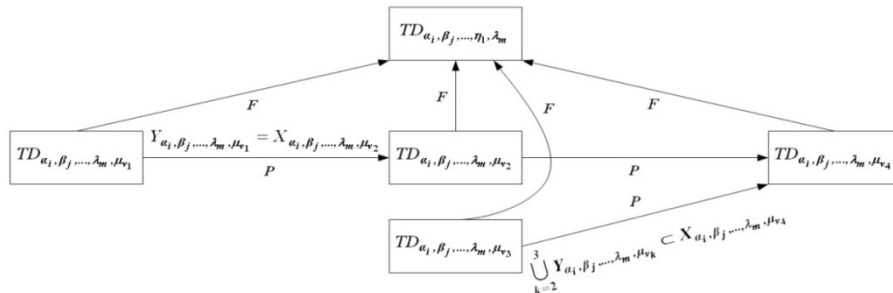 TD_{α_i, β_j, ..., η_l, λ_m}
F
F
F
F
TD_{α_i, β_j, ..., λ_m, μ_{v_1}}
Y_{α_i, β_j, ..., λ_m, μ_{v_1}} = X_{α_i, β_j, ..., λ_m, μ_{v_2}}
P
TD_{α_i, β_j, ..., λ_m, μ_{v_2}}
P
TD_{α_i, β_j, ..., λ_m, μ_{v_4}}
P
TD_{α_i, β_j, ..., λ_m, μ_{v_3}}
⋃_{k=2}^{3} Y_{α_i, β_j, ..., λ_m, μ_{v_k}} ⊂ X_{α_i, β_j, ..., λ_m, μ_{v_4}}